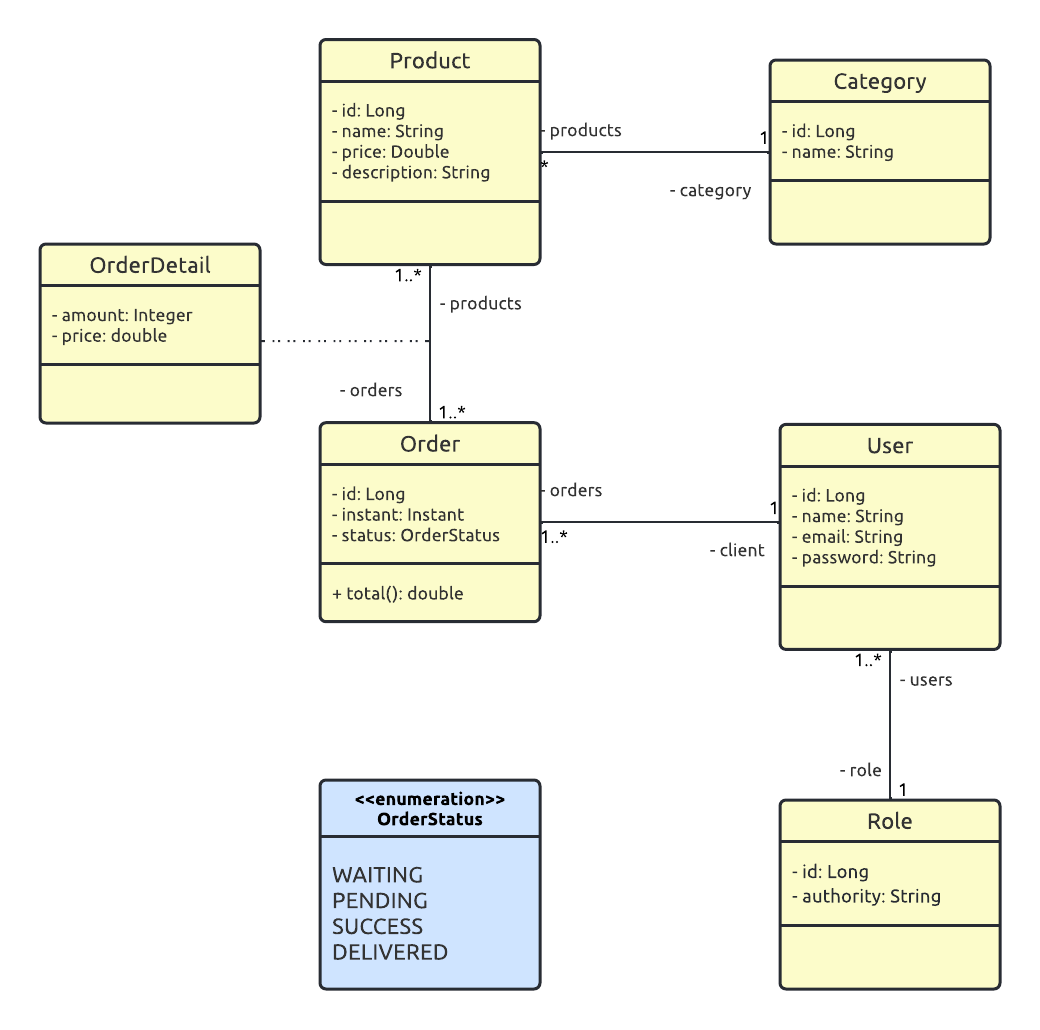 Product
- id: Long
- name: String
- price: Double
- description: String
- products
1
*
- category
Category
- id: Long
- name: String
OrderDetail
- amount: Integer
- price: double
1..*
- products
- orders
1..*
Order
- id: Long
- instant: Instant
- status: OrderStatus
+ total(): double
- orders
1
1..*
- client
User
- id: Long
- name: String
- email: String
- password: String
1..*
- users
- role
1
Role
- id: Long
- authority: String
<<enumeration>>
OrderStatus
WAITING
PENDING
SUCCESS
DELIVERED